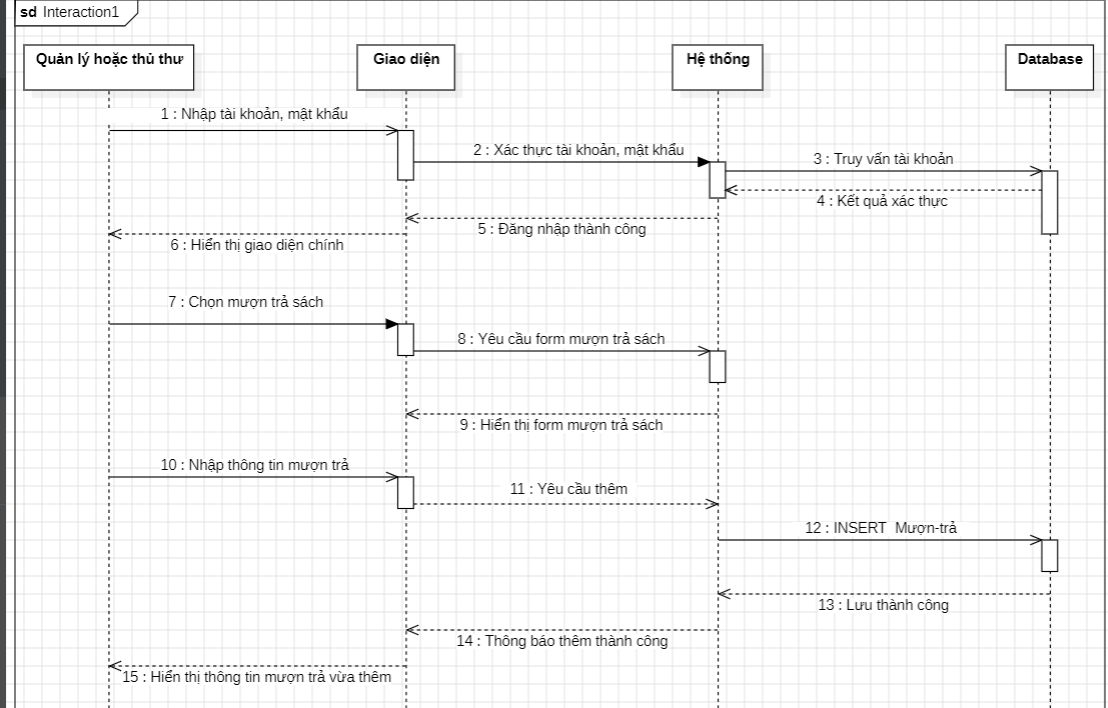 sd Interaction1
Quản lý hoặc thủ thư
Giao diện
Hệ thống
Database
1 : Nhập tài khoản, mật khẩu
2 : Xác thực tài khoản, mật khẩu
3 : Truy vấn tài khoản
4 : Kết quả xác thực
5 : Đăng nhập thành công
6 : Hiển thị giao diện chính
7 : Chọn mượn trả sách
8 : Yêu cầu form mượn trả sách
9 : Hiển thị form mượn trả sách
10 : Nhập thông tin mượn trả
11 : Yêu cầu thêm
12 : INSERT  Mượn-trả
13 : Lưu thành công
14 : Thông báo thêm thành công
15 : Hiển thị thông tin mượn trả vừa thêm